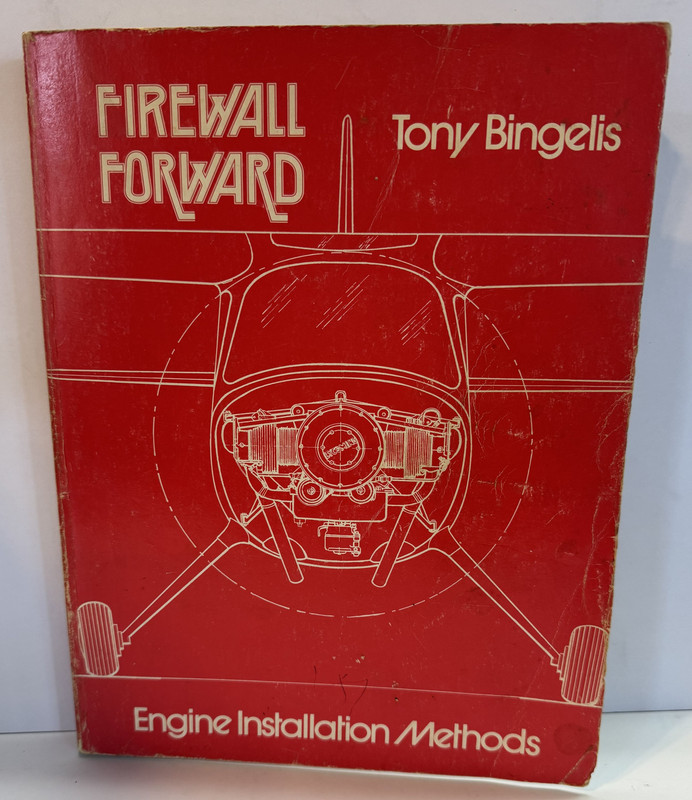 FIREWALL
FORWARD
Tony Bingelis
Engine Installation Methods